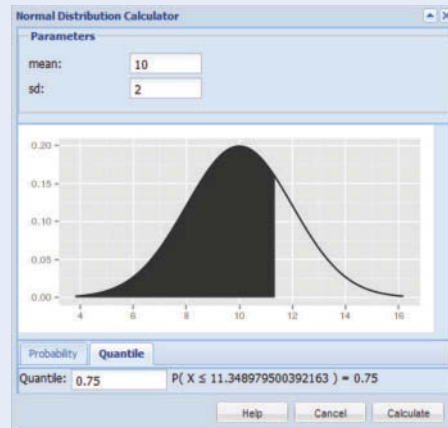 Normal Distribution Calculator
Parameters
mean: 10
sd: 2
0.20
0.15
0.10
0.05
0.00
4 6 8 10 12 14 16
Probability Quantile
Quantile: 0.75 P( X ≤ 11.348979500392163 ) = 0.75
Help Cancel Calculate